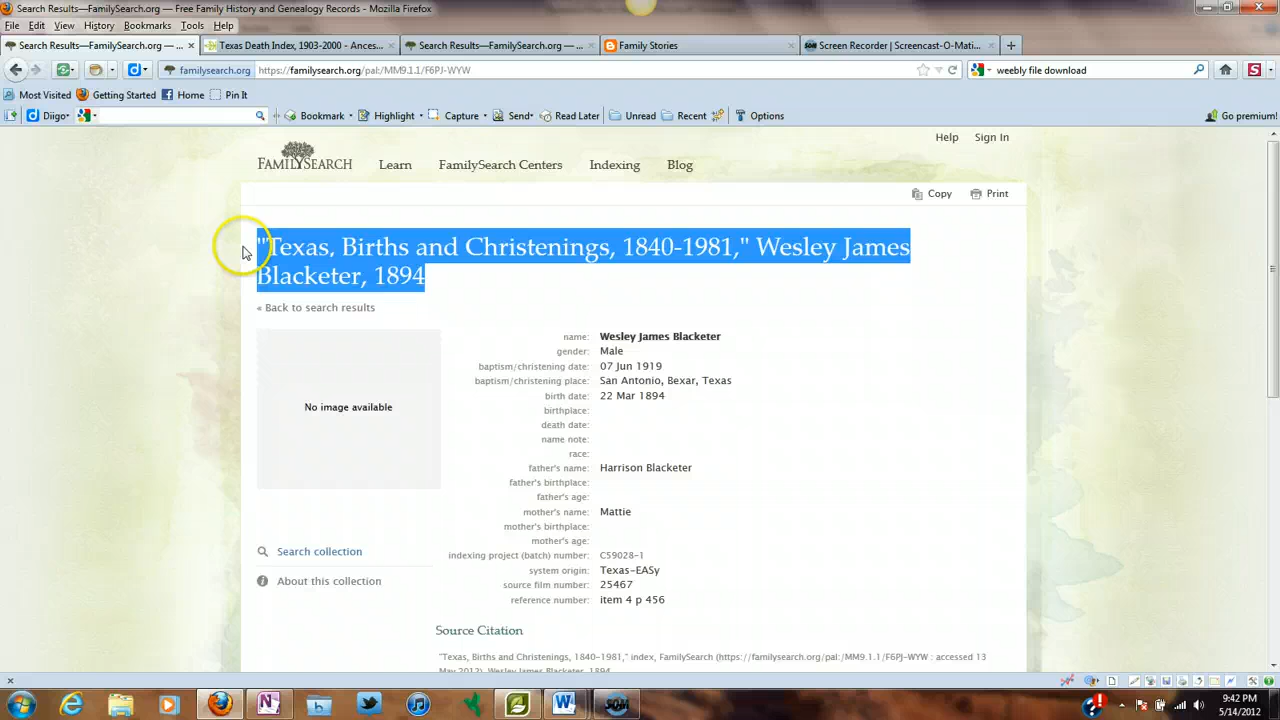 Search Results—FamilySearch.org — Free Family History and Genealogy Records - Mozilla Firefox
File Edit View History Bookmarks Tools Help
Search Results—FamilySearch.org —... × Texas Death Index, 1903-2000 - Ances... × Search Results—FamilySearch.org —... × Family Stories × Screen Recorder | Screencast-O-Mati... × +
familysearch.org https://familysearch.org/pal:/MM9.1.1/F6PJ-WYW weebly file download
Most Visited Getting Started Home Pin It
Diigo Bookmark Highlight Capture Send Read Later Unread Recent Options Go premium!
Help Sign In
FAMILYSEARCH Learn FamilySearch Centers Indexing Blog
Copy Print
"Texas, Births and Christenings, 1840-1981," Wesley James
Blacketer, 1894
« Back to search results
No image available
name: Wesley James Blacketer
gender: Male
baptism/christening date: 07 Jun 1919
baptism/christening place: San Antonio, Bexar, Texas
birth date: 22 Mar 1894
birthplace:
death date:
name note:
race:
father's name: Harrison Blacketer
father's birthplace:
father's age:
mother's name: Mattie
mother's birthplace:
mother's age:
indexing project (batch) number: C59028-1
system origin: Texas-EASy
source film number: 25467
reference number: item 4 p 456
Search collection
About this collection
Source Citation
"Texas, Births and Christenings, 1840-1981," index, FamilySearch (https://familysearch.org/pal:/MM9.1.1/F6PJ-WYW : accessed 13
May 2012), Wesley James Blacketer, 1894
9:42 PM
5/14/2012